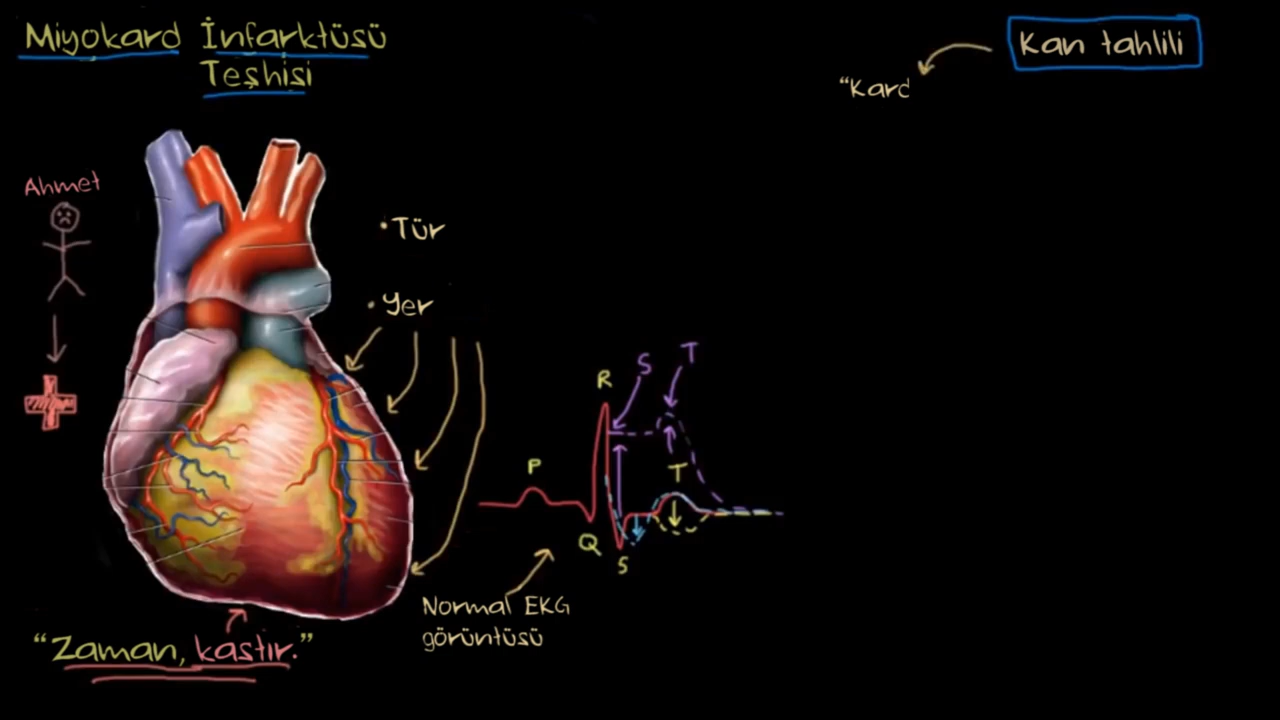 Miyokard İnfarktüsü
Teşhisi
Kan tahlili
“Kard
Ahmet
• Tür
• Yer
S
T
R
P
T
Q
S
Normal EKG
görüntüsü
“Zaman, kastır.”